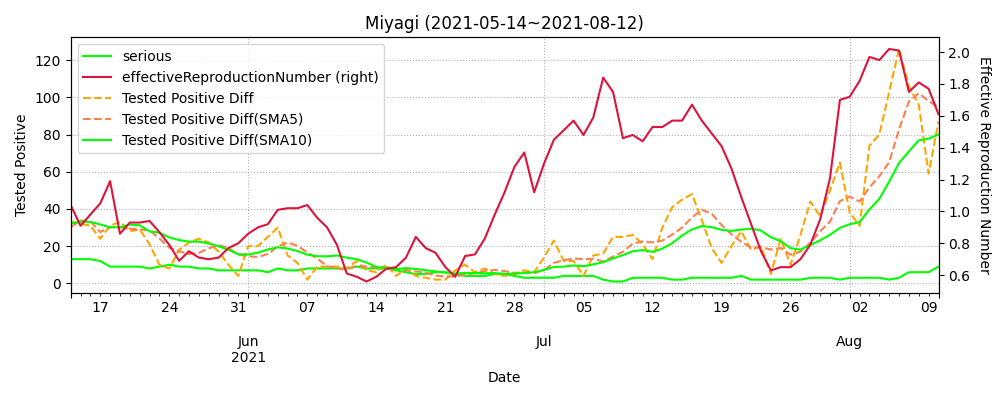 Miyagi (2021-05-14~2021-08-12)
serious
effectiveReproductionNumber (right)
Tested Positive Diff
Tested Positive Diff(SMA5)
Tested Positive Diff(SMA10)
Tested Positive
120
100
80
60
40
20
0
2.0
1.8
1.6
1.4
1.2
1.0
0.8
0.6
Effective Reproduction Number
17 24 31 07 14 21 28 05 12 19 26 02 09
Jun Jul Aug
2021
Date